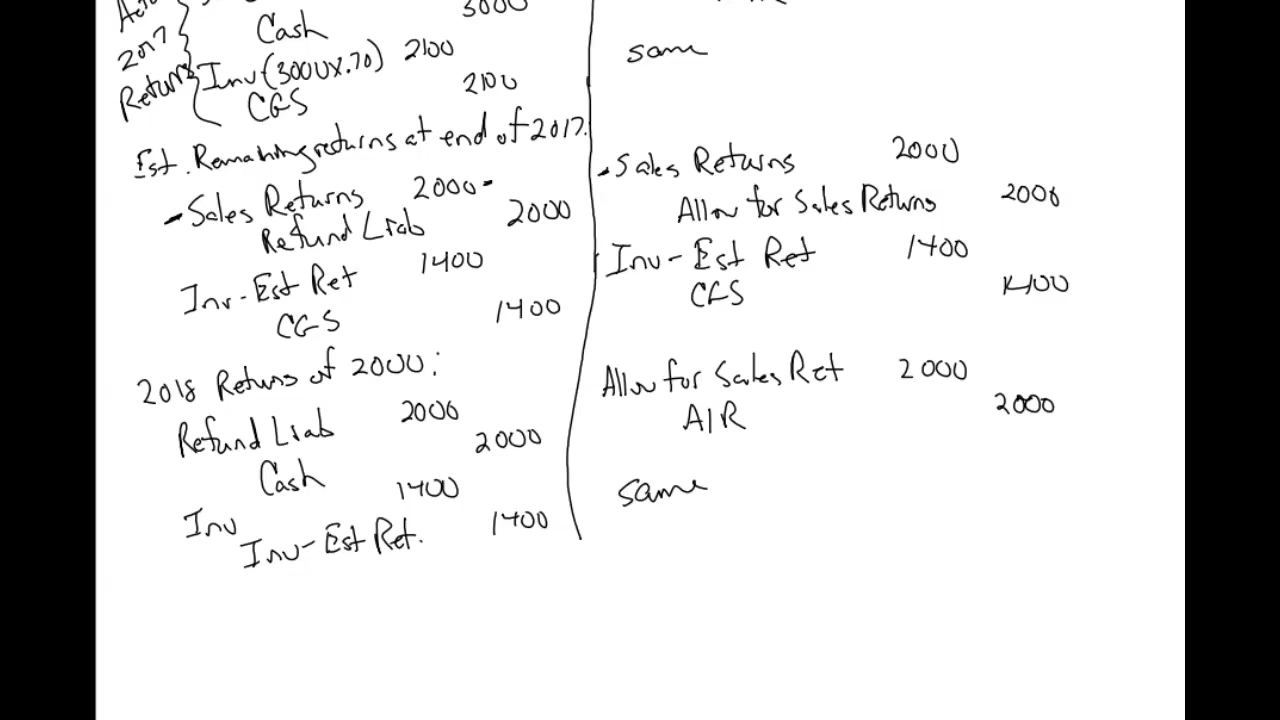 3000
Cash
2017
same
Inv (3000x.70) 2100
Returns
CGS 2100
Est. Remaining returns at end of 2017.
- Sales Returns 2000 -
Refund Liab 2000
Inv - Est Ret 1400
CGS 1400
2018 Returns of 2000:
Refund Liab 2000
Cash 2000
Inv 1400
Inv - Est Ret. 1400
- Sales Returns 2000
Allow for Sales Returns 2000
Inv - Est Ret 1400
CGS 1400
Allow for Sales Ret 2000
A/R 2000
same